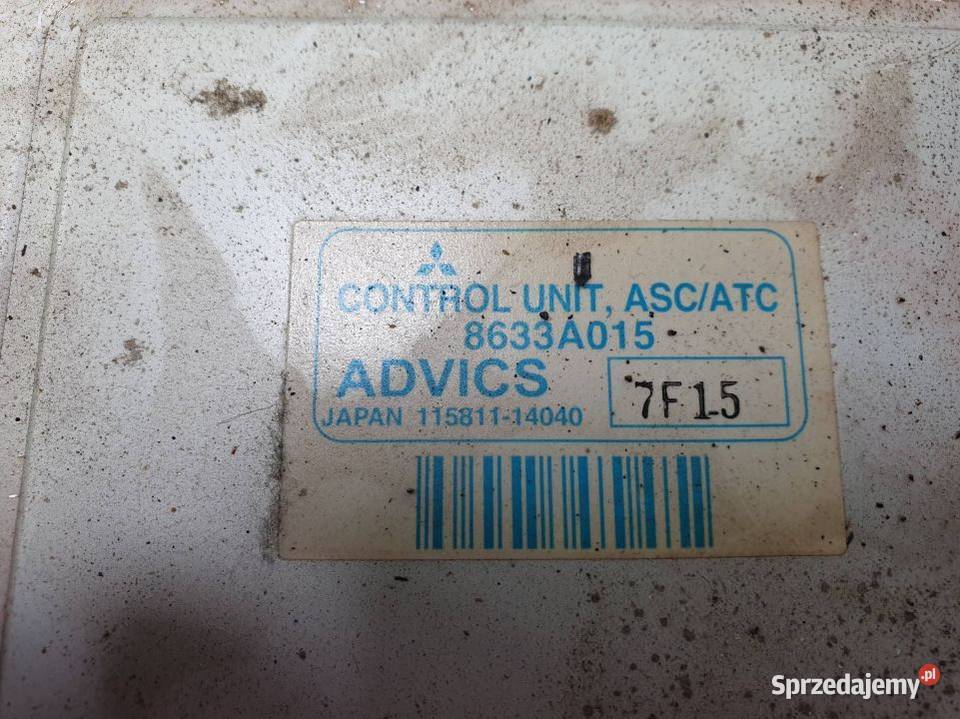 CONTROL UNIT, ASC/ATC
8633A015
ADVICS
7F15
JAPAN 115811-14040
Sprzedajemy.pl